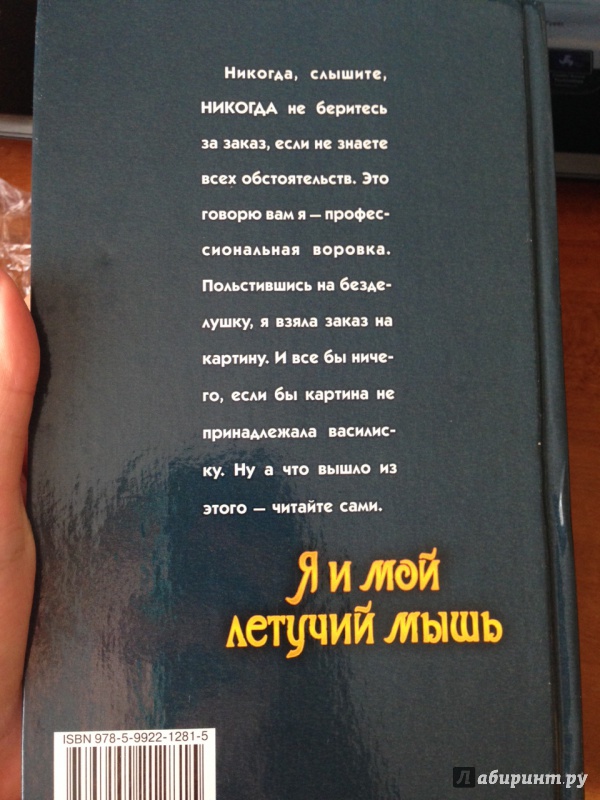 Никогда, слышите,
НИКОГДА не беритесь
за заказ, если не знаете
всех обстоятельств. Это
говорю вам я – профес-
сиональная воровка.
Польстившись на безде-
лушку, я взяла заказ на
картину. И все бы ниче-
го, если бы картина не
принадлежала василис-
ку. Ну а что вышло из
этого – читайте сами.
Я и мой
летучий мышь
ISBN 978-5-9922-1281-5
Лабиринт.ру